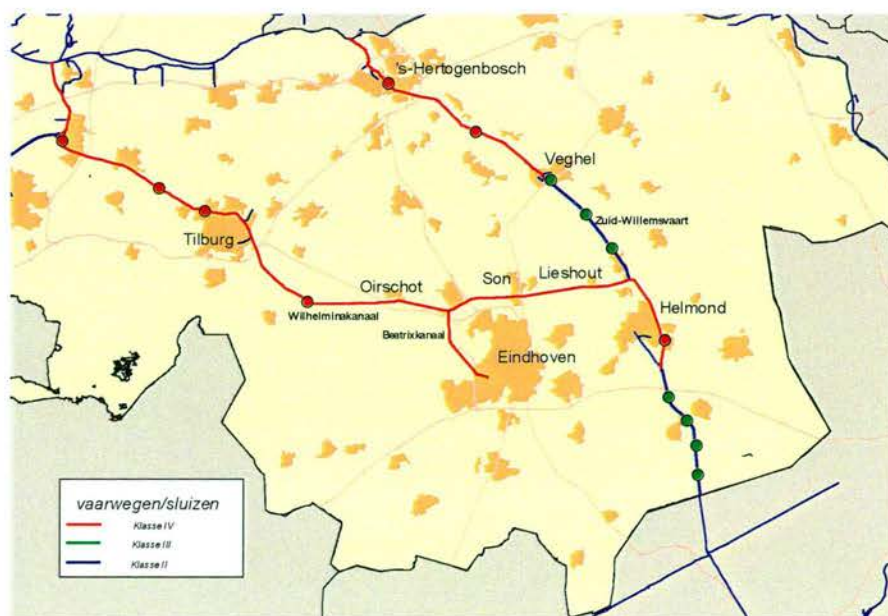 's-Hertogenbosch
Veghel
Zuid-Willemsvaart
Tilburg
Oirschot
Son
Lieshout
Wilhelminakanaal
Helmond
Beatrixkanaal
Eindhoven
vaarwegen/sluizen
Klasse IV
Klasse III
Klasse II